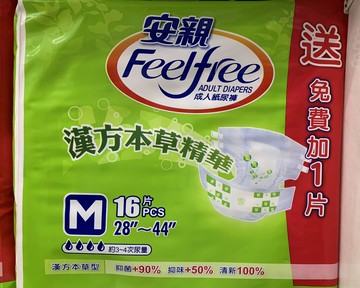 安親
Feelfree
ADULT DIAPERS
成人紙尿褲
送
免費加1片
漢方本草精華
M
16片
PCS
28"～44"
約3~4次尿量
漢方本草型 抑菌+90% 抑味+50% 清新100%